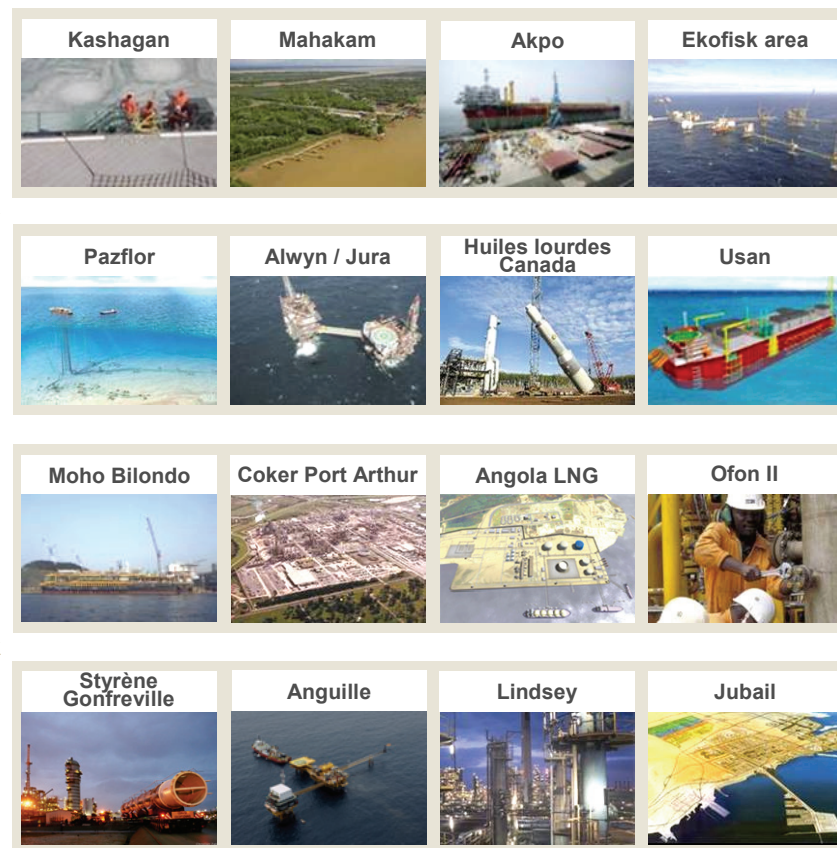 Kashagan
Mahakam
Akpo
Ekofisk area
Pazflor
Alwyn / Jura
Huiles lourdes
Canada
Usan
Moho Bilondo
Coker Port Arthur
Angola LNG
Ofon II
Styrène
Gonfreville
Anguille
Lindsey
Jubail